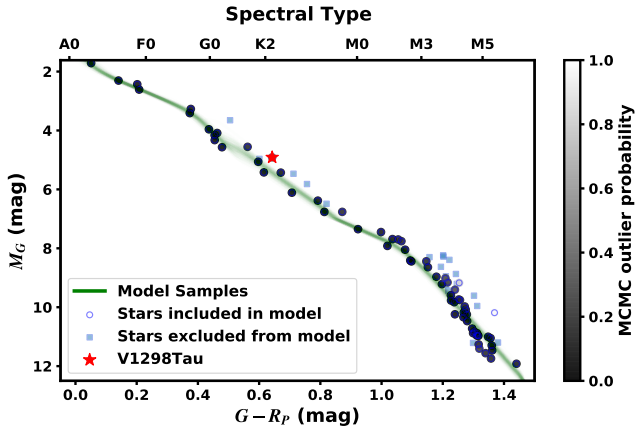 Spectral Type
A0 F0 G0 K2 M0 M3 M5
2
4
6
8
10
12
M_G (mag)
Model Samples
Stars included in model
Stars excluded from model
V1298Tau
0.0 0.2 0.4 0.6 0.8 1.0 1.2 1.4
G−R_P (mag)
1.0
0.8
0.6
0.4
0.2
0.0
MCMC outlier probability